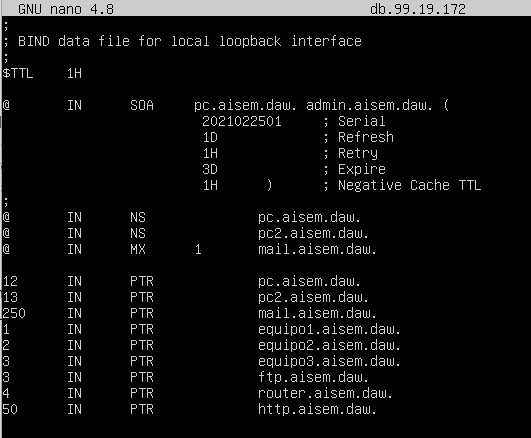 GNU nano 4.8 db.99.19.172
;
; BIND data file for local loopback interface
;
$TTL 1H
@ IN SOA pc.aisem.daw. admin.aisem.daw. (
2021022501 ; Serial
1D ; Refresh
1H ; Retry
3D ; Expire
1H ) ; Negative Cache TTL
;
@ IN NS pc.aisem.daw.
@ IN NS pc2.aisem.daw.
@ IN MX 1 mail.aisem.daw.
12 IN PTR pc.aisem.daw.
13 IN PTR pc2.aisem.daw.
250 IN PTR mail.aisem.daw.
1 IN PTR equipo1.aisem.daw.
2 IN PTR equipo2.aisem.daw.
3 IN PTR equipo3.aisem.daw.
3 IN PTR ftp.aisem.daw.
4 IN PTR router.aisem.daw.
50 IN PTR http.aisem.daw.